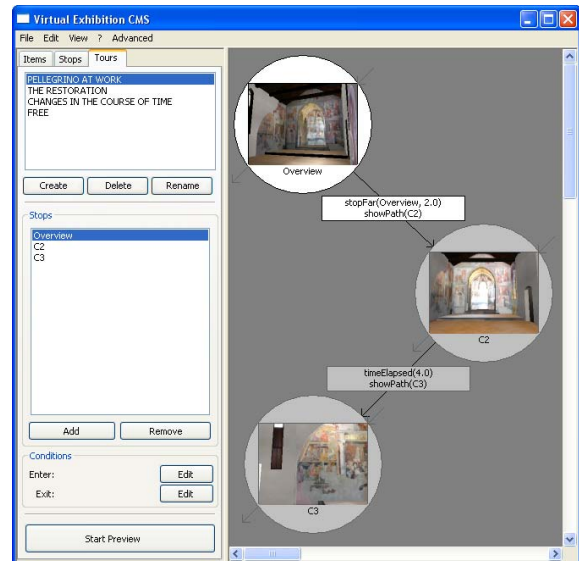 Virtual Exhibition CMS
File Edit View ? Advanced
Items Stops Tours
PELLEGRINO AT WORK
THE RESTORATION
CHANGES IN THE COURSE OF TIME
FREE
Create Delete Rename
Stops
Overview
C2
C3
Add Remove
Conditions
Enter: Edit
Exit: Edit
Start Preview
Overview
stopFar(Overview, 2.0)
showPath(C2)
C2
timeElapsed(4.0)
showPath(C3)
C3